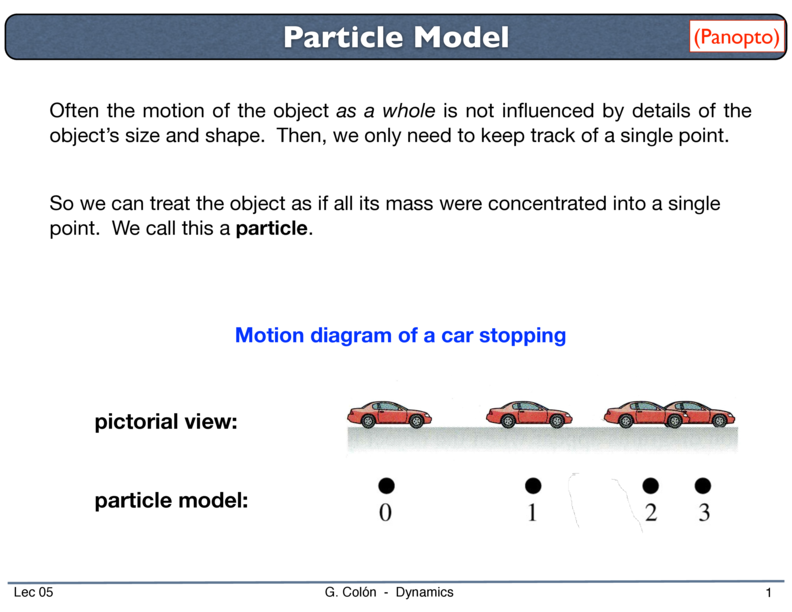 Particle Model
(Panopto)
Often the motion of the object as a whole is not influenced by details of the
object's size and shape. Then, we only need to keep track of a single point.
So we can treat the object as if all its mass were concentrated into a single
point. We call this a particle.
Motion diagram of a car stopping
pictorial view:
particle model:
0 1 2 3
Lec 05 G. Colón - Dynamics 1